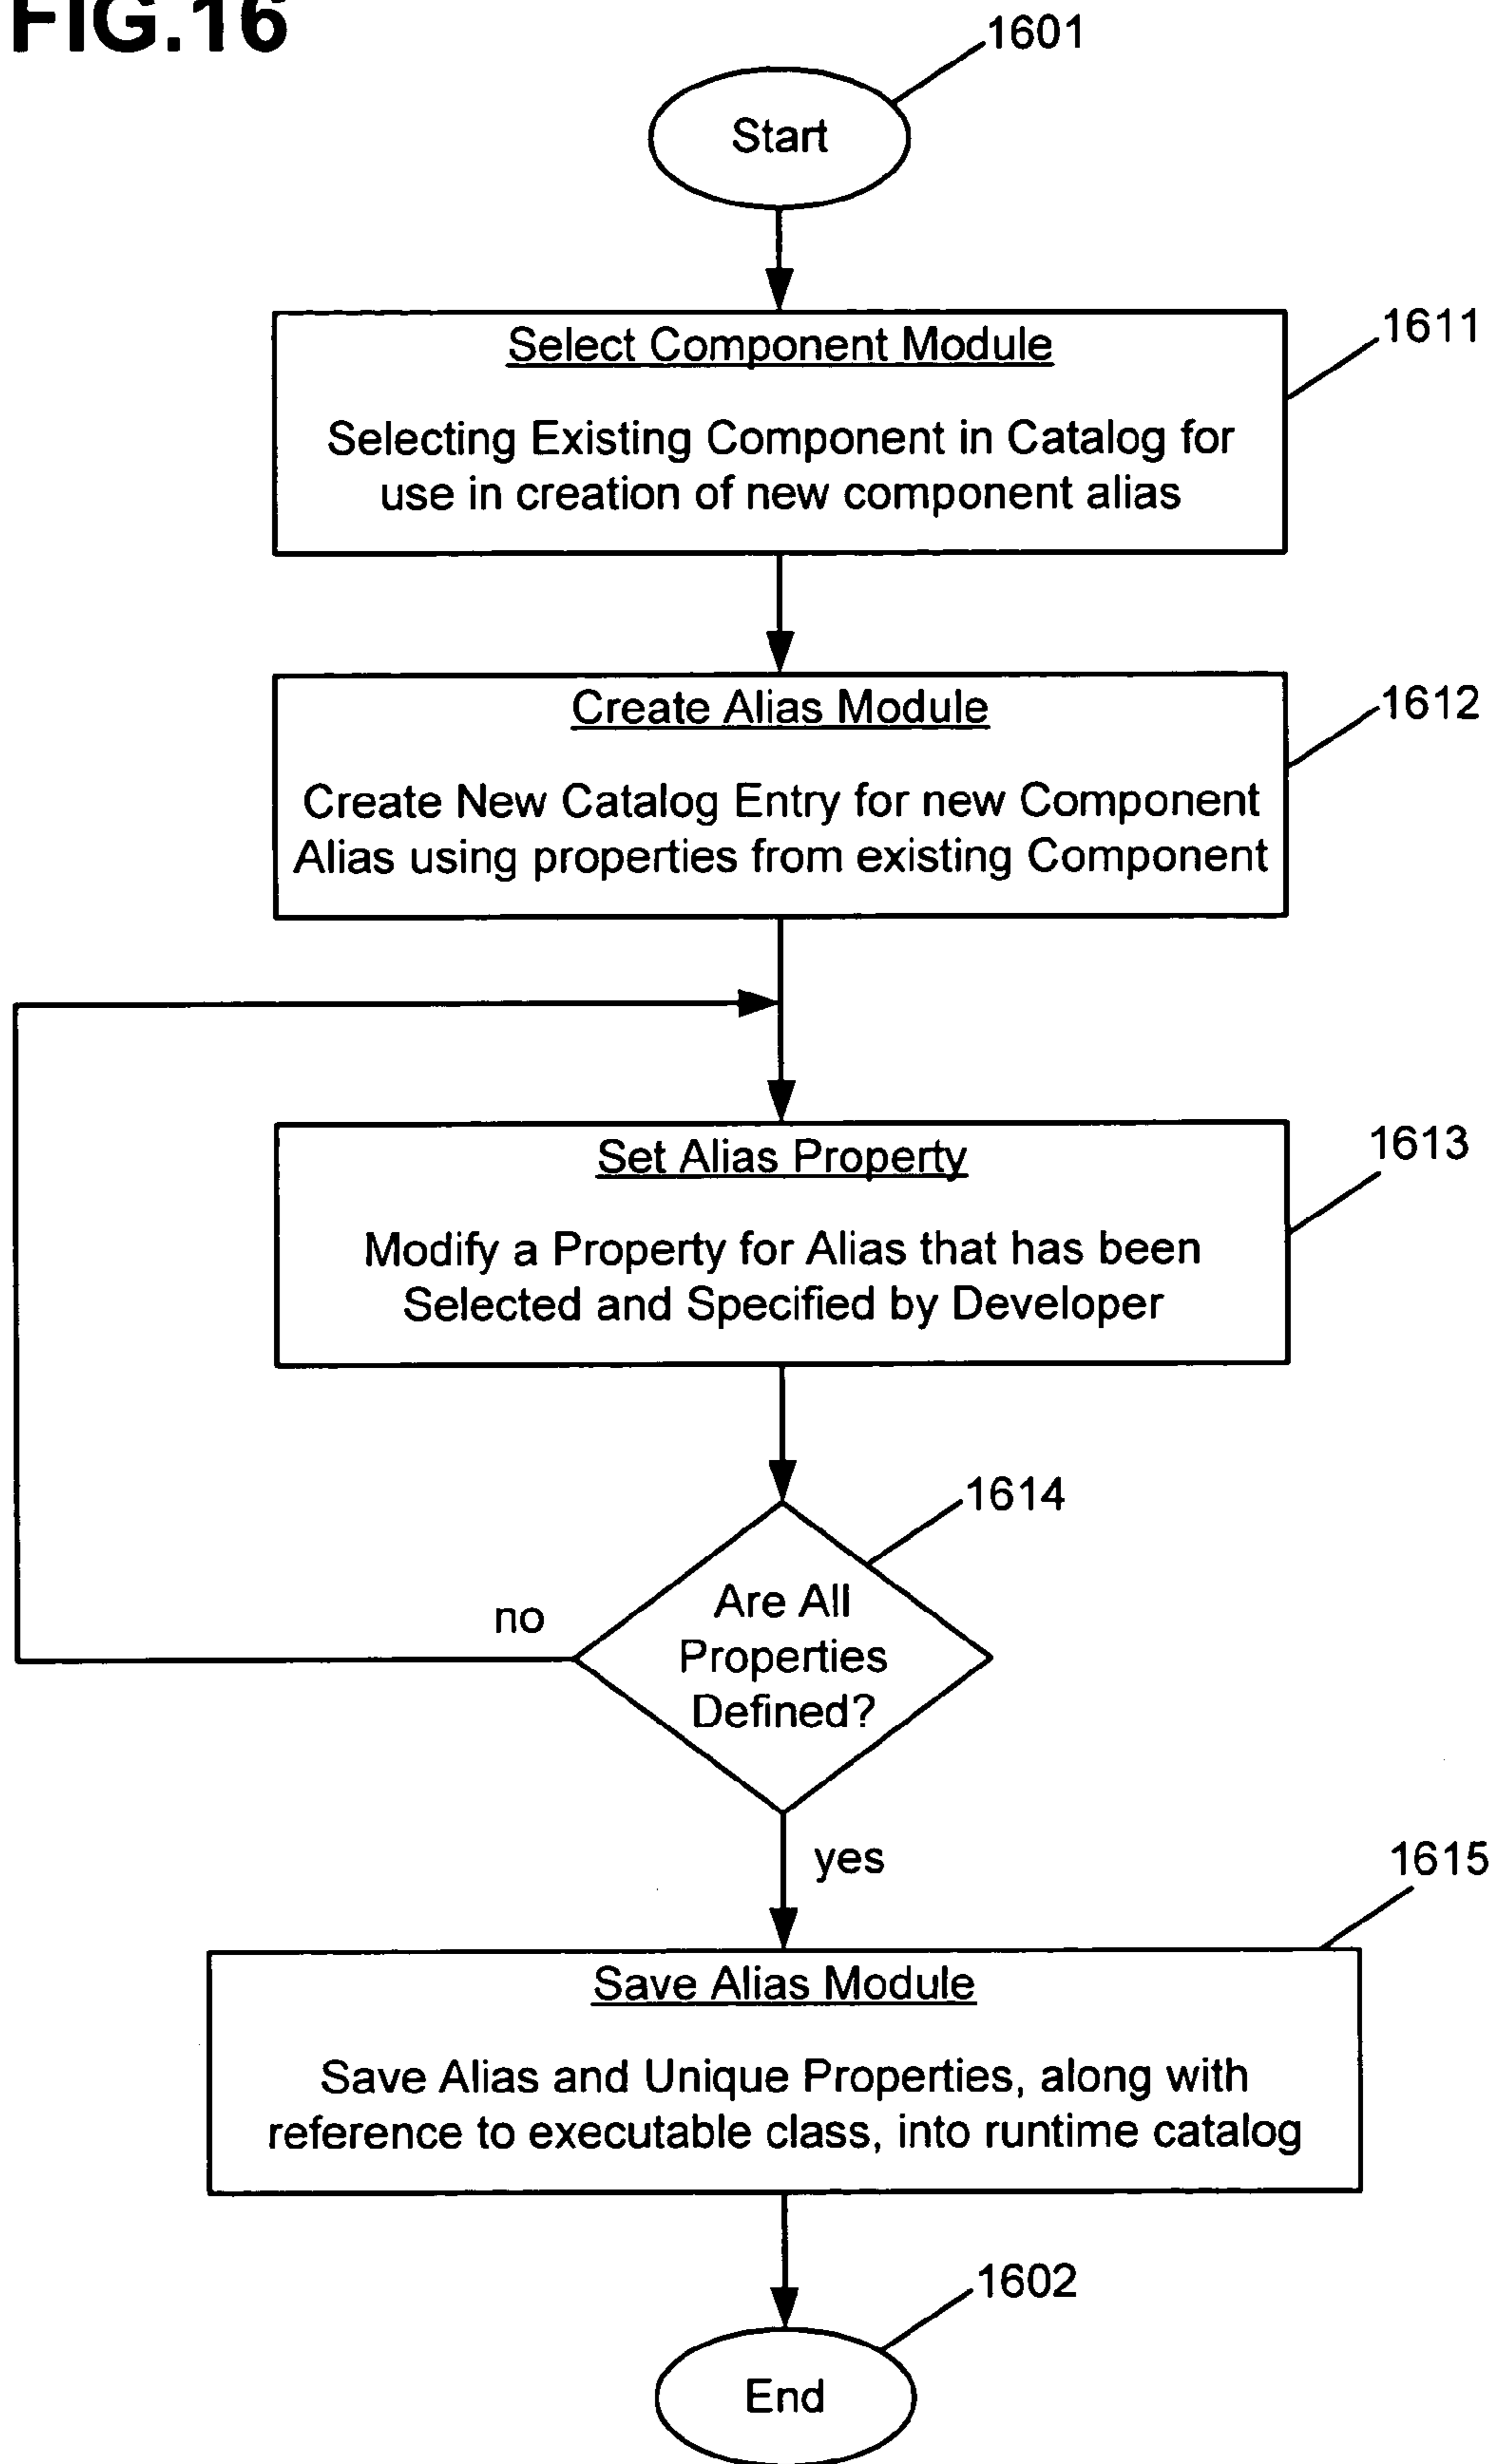 FIG.16
1601
Start
1611
Select Component Module
Selecting Existing Component in Catalog for
use in creation of new component alias
1612
Create Alias Module
Create New Catalog Entry for new Component
Alias using properties from existing Component
1613
Set Alias Property
Modify a Property for Alias that has been
Selected and Specified by Developer
1614
Are All
Properties
Defined?
no
yes
1615
Save Alias Module
Save Alias and Unique Properties, along with
reference to executable class, into runtime catalog
1602
End